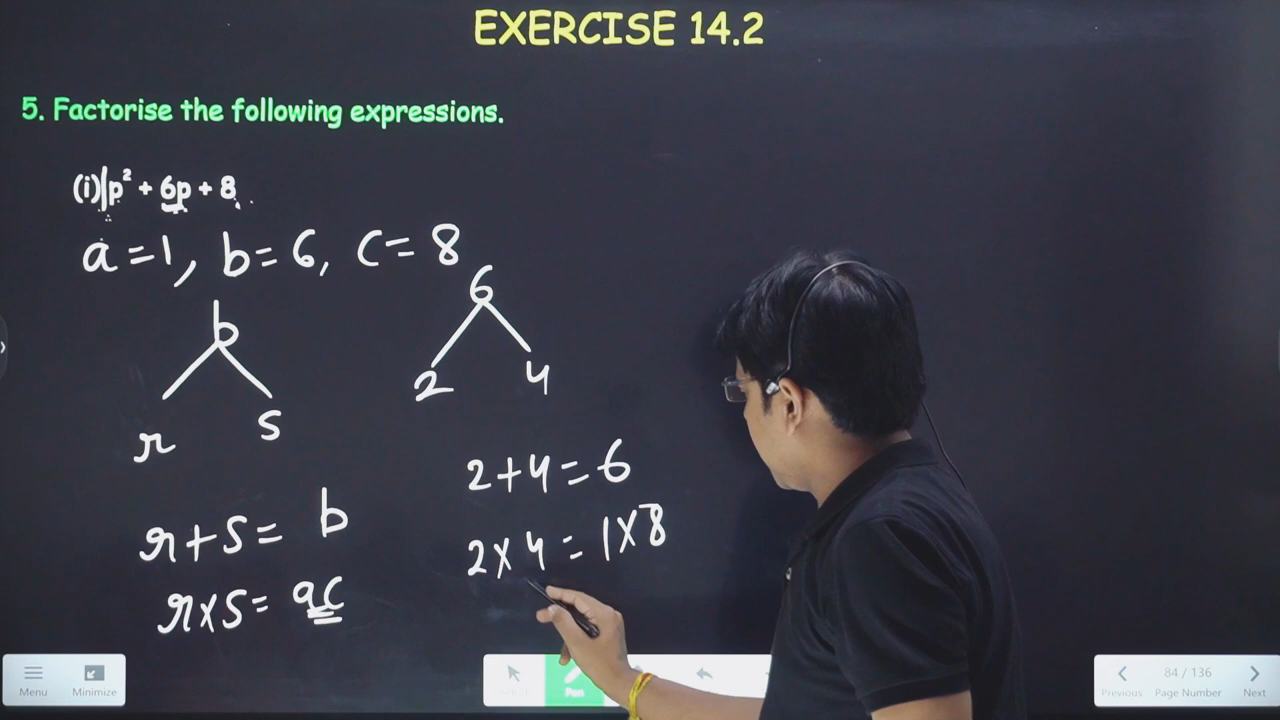 EXERCISE 14.2
5. Factorise the following expressions.
(i) p² + 6p + 8
a = 1, b = 6, c = 8
b
r s
6
2 4
r + s = b
r × s = ac
2 + 4 = 6
2 × 4 = 1 × 8
Menu Minimize
Pen
Previous 84 / 136 Page Number Next